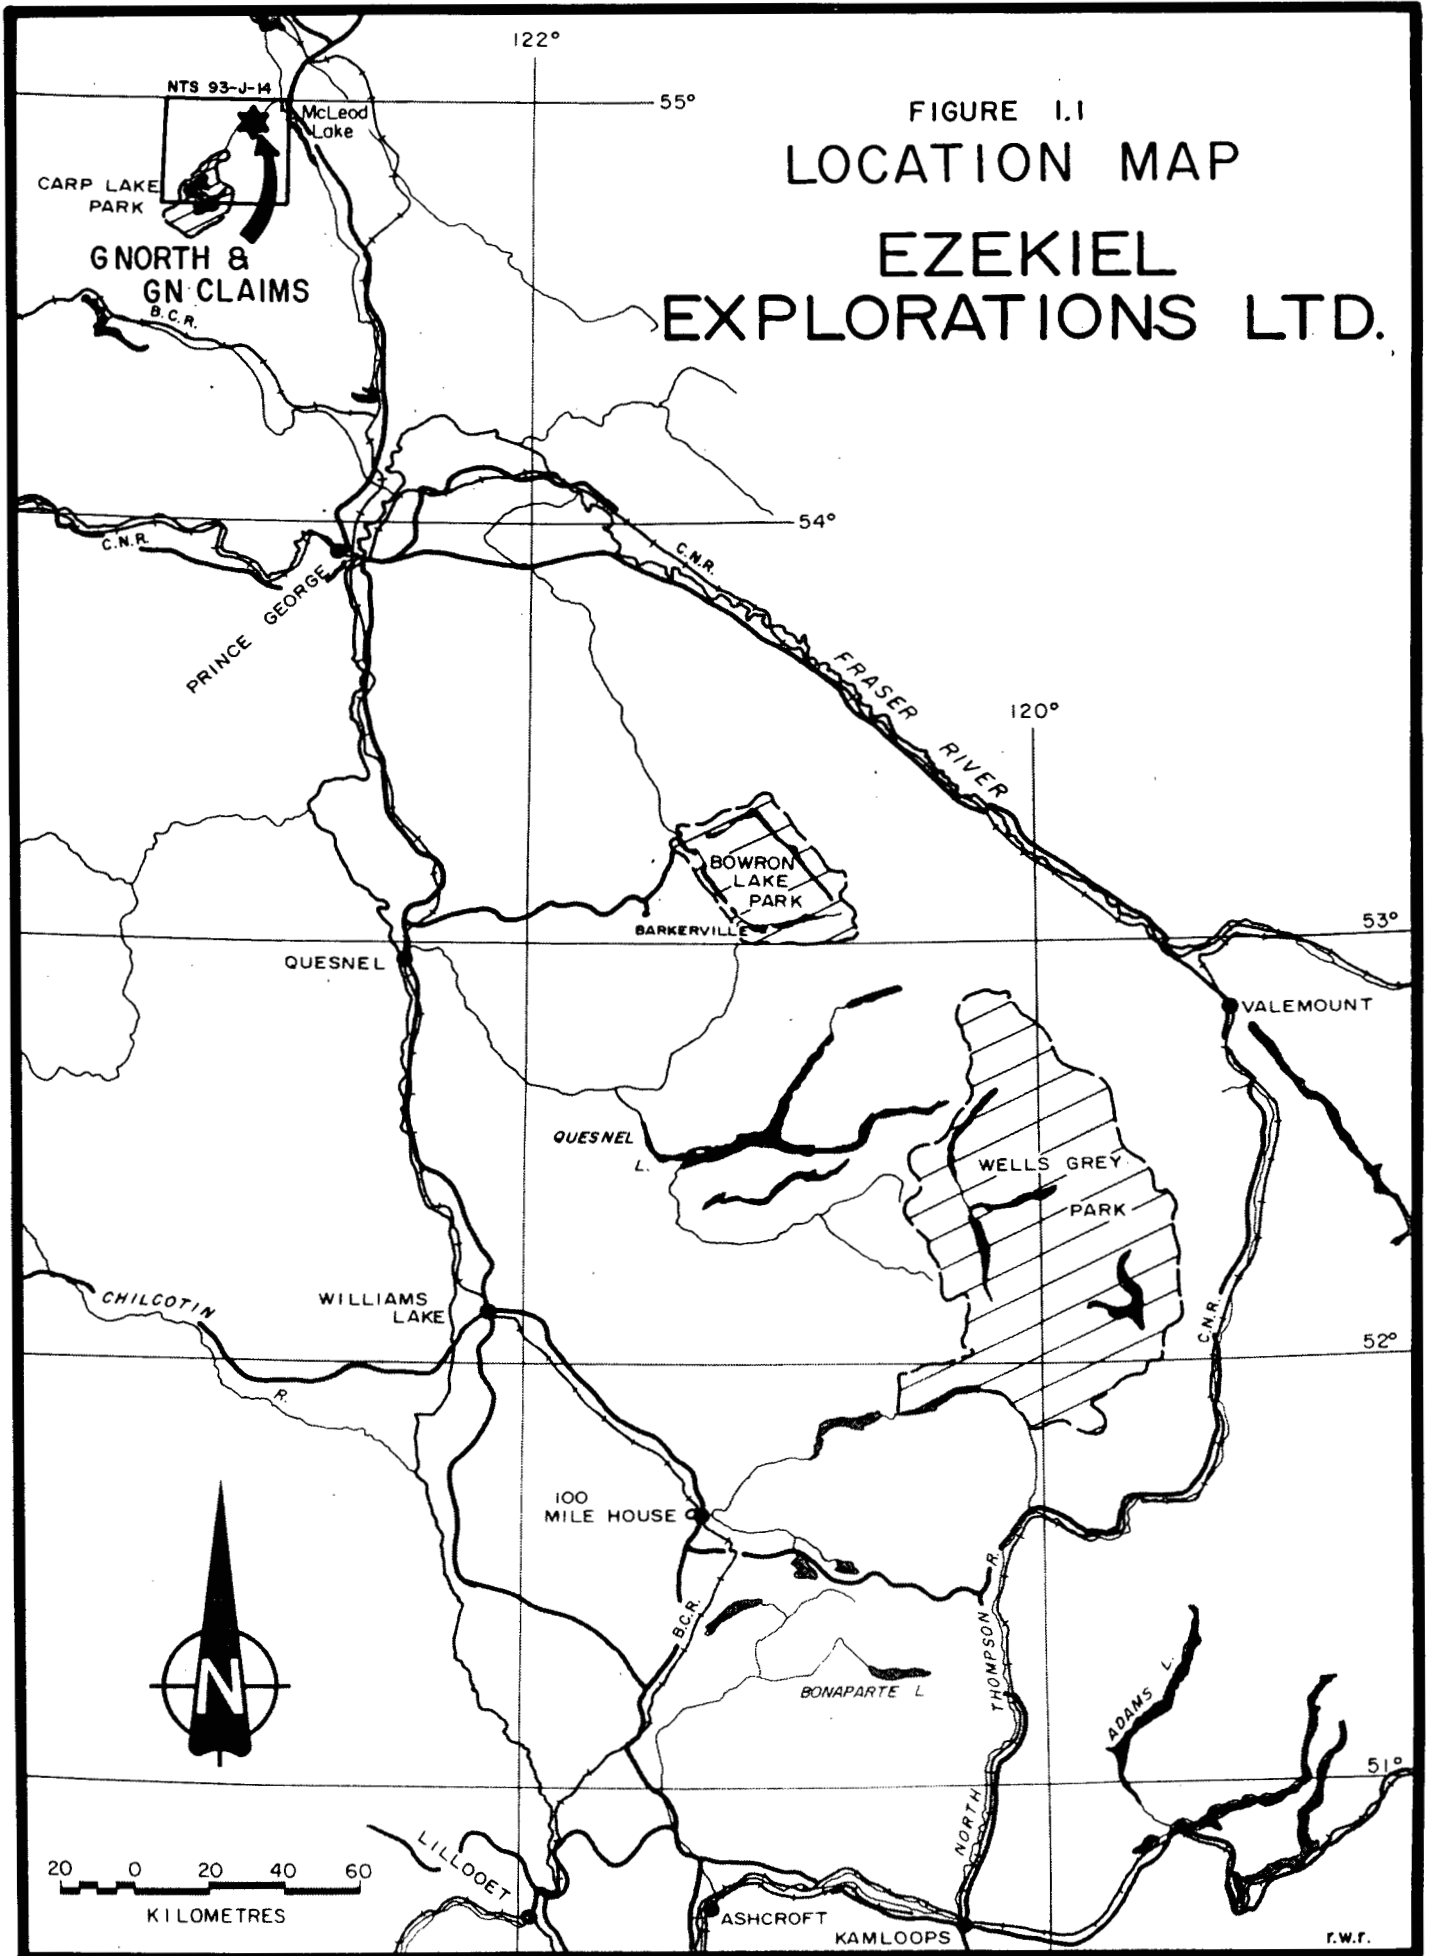 122°
NTS 93-J-14
55°
McLeod
Lake
FIGURE 1.1
LOCATION MAP
CARP LAKE
PARK
EZEKIEL
EXPLORATIONS LTD.
G NORTH &
GN CLAIMS
B.C.R.
54°
C.N.R.
C.N.R.
PRINCE GEORGE
FRASER RIVER
120°
BOWRON
LAKE
PARK
BARKERVILLE
53°
QUESNEL
VALEMOUNT
QUESNEL
L.
WELLS GREY
PARK
CHILCOTIN
R.
WILLIAMS
LAKE
C.N.R.
52°
100
MILE HOUSE
B.C.R.
NORTH THOMPSON R.
BONAPARTE L.
ADAMS L.
N
51°
LILLOOET
20 0 20 40 60
KILOMETRES
ASHCROFT
KAMLOOPS
r.w.r.